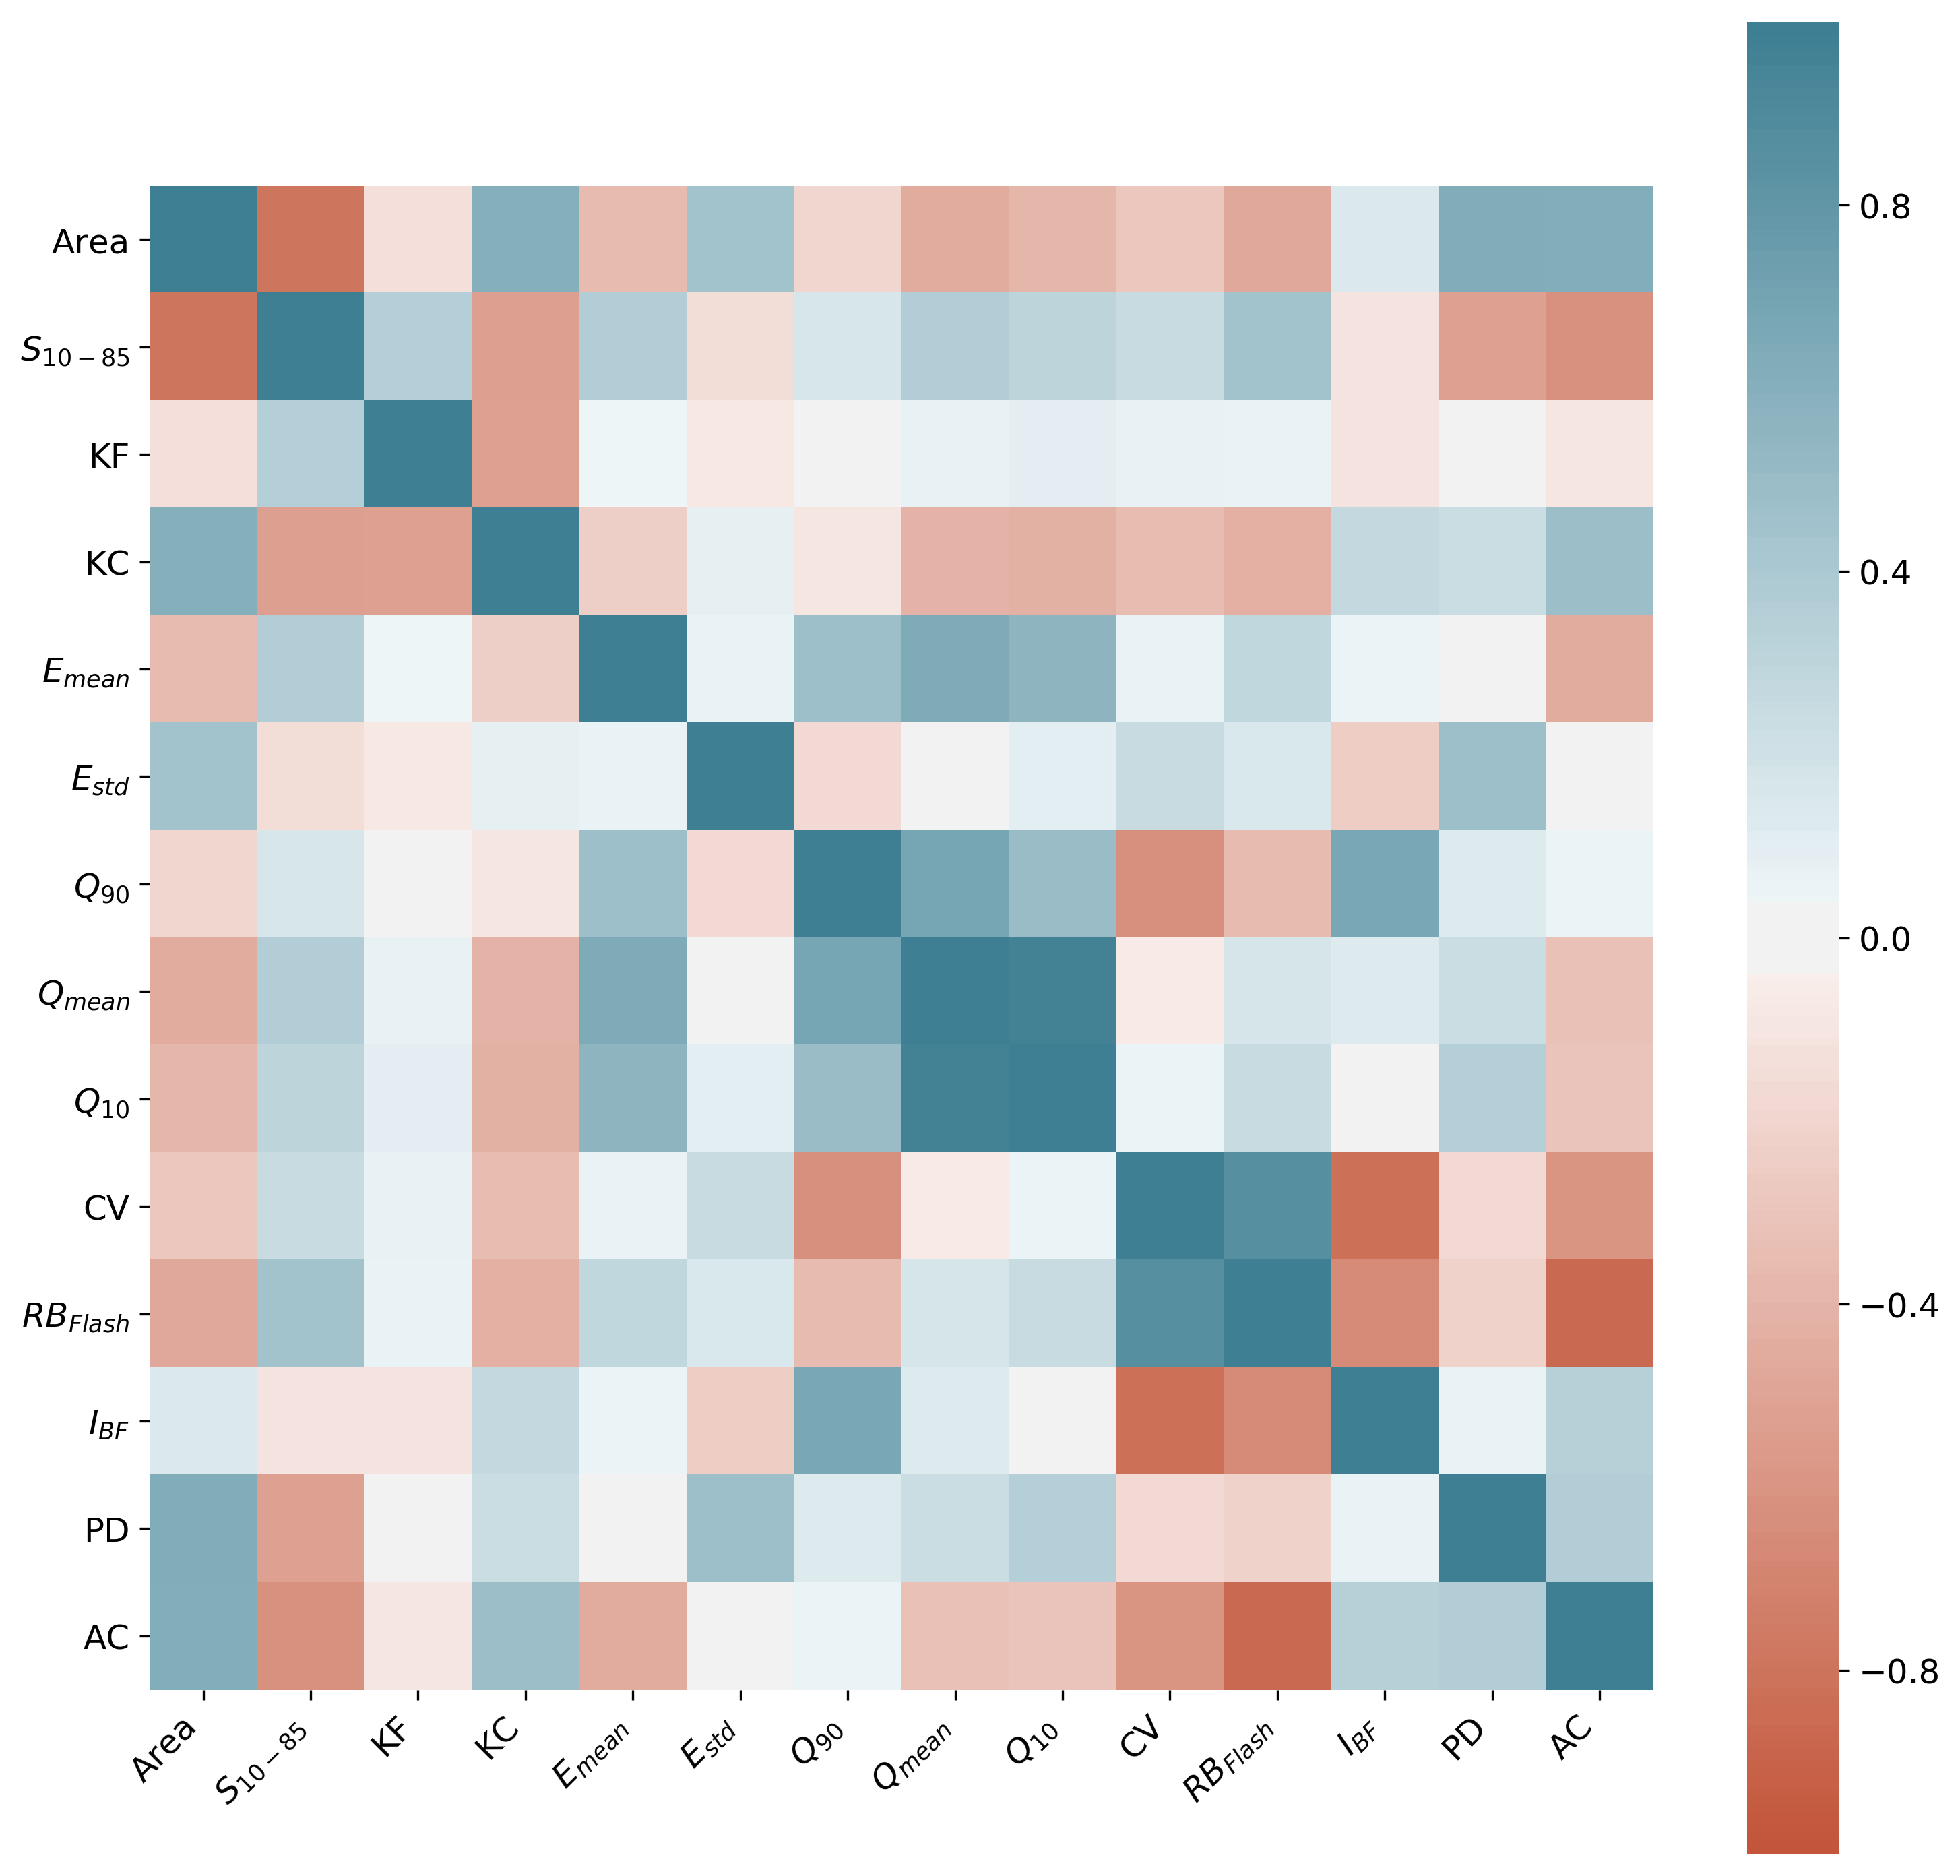 Area
S10−85
KF
KC
Emean
Estd
Q90
Qmean
Q10
CV
RBFlash
IBF
PD
AC
Area
S10−85
KF
KC
Emean
Estd
Q90
Qmean
Q10
CV
RBFlash
IBF
PD
AC
0.8
0.4
0.0
−0.4
−0.8